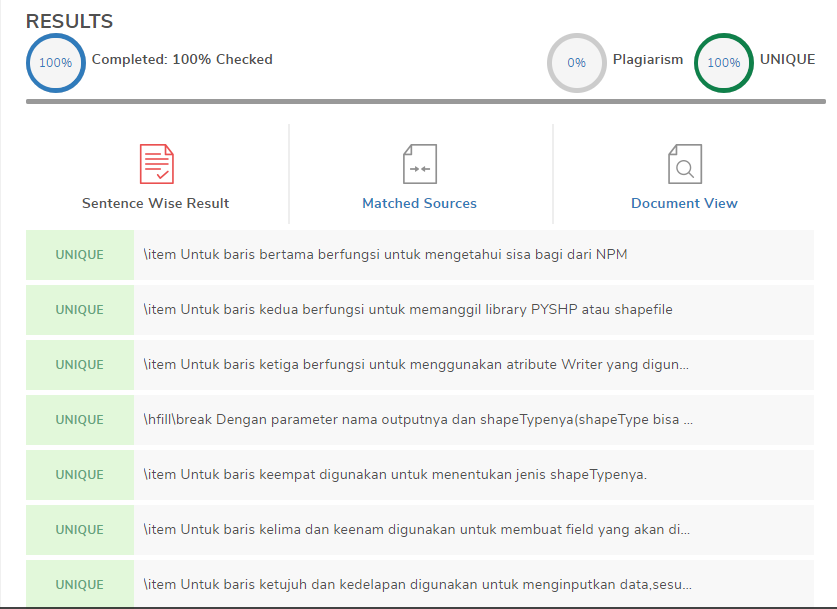 RESULTS
100%
Completed: 100% Checked
0%
Plagiarism
100%
UNIQUE
Sentence Wise Result
Matched Sources
Document View
UNIQUE \item Untuk baris bertama berfungsi untuk mengetahui sisa bagi dari NPM
UNIQUE \item Untuk baris kedua berfungsi untuk memanggil library PYSHP atau shapefile
UNIQUE \item Untuk baris ketiga berfungsi untuk menggunakan atribute Writer yang digun...
UNIQUE \hfill\break Dengan parameter nama outputnya dan shapeTypenya(shapeType bisa ...
UNIQUE \item Untuk baris keempat digunakan untuk menentukan jenis shapeTypenya.
UNIQUE \item Untuk baris kelima dan keenam digunakan untuk membuat field yang akan di...
UNIQUE \item Untuk baris ketujuh dan kedelapan digunakan untuk menginputkan data,sesu...